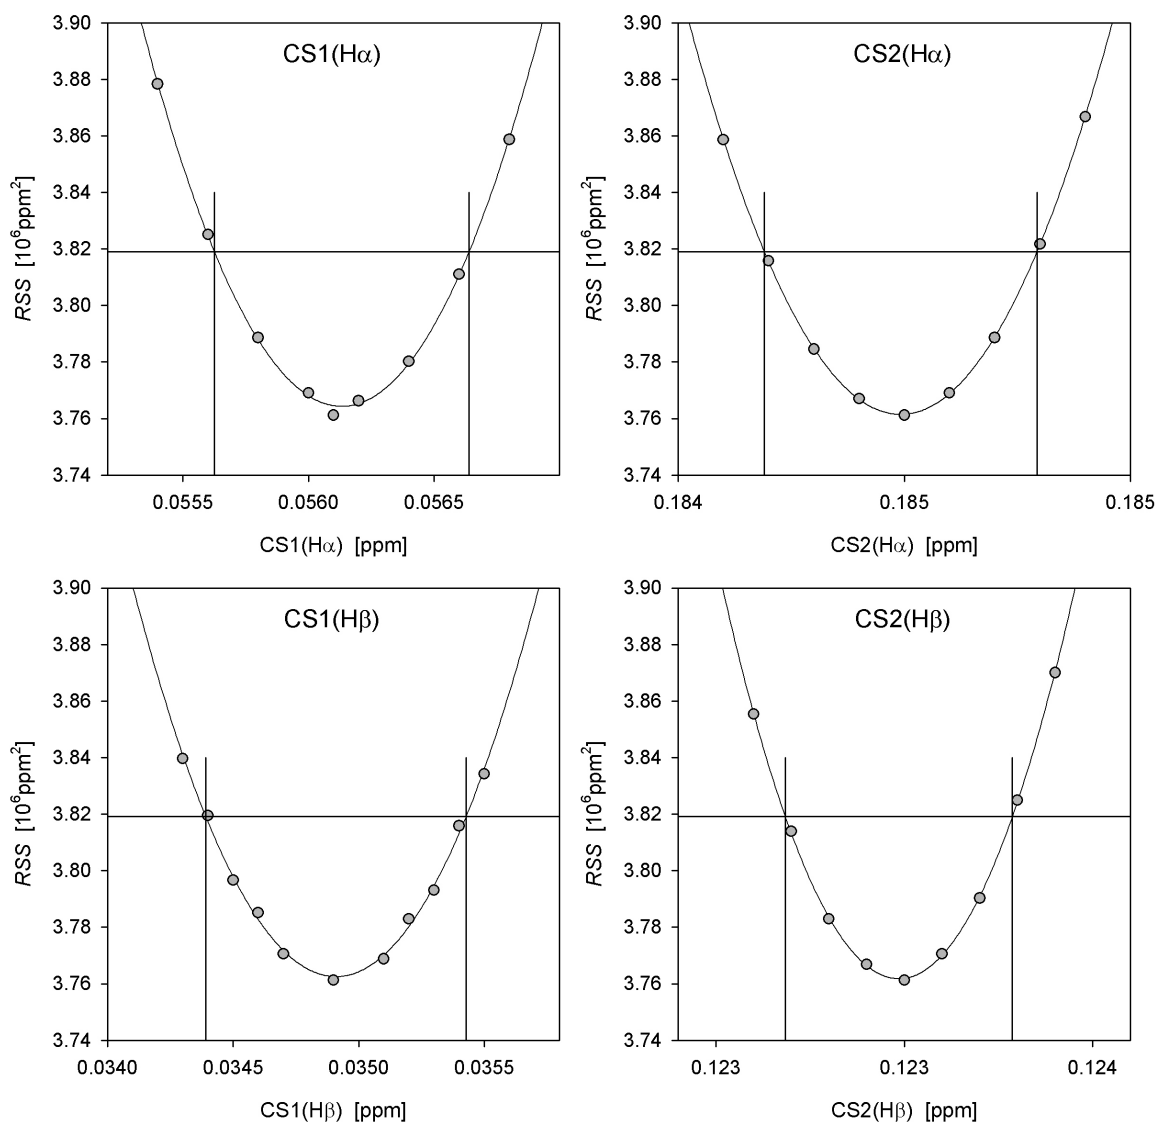 CS1(Hα)
3.90
3.88
3.86
3.84
3.82
3.80
3.78
3.76
3.74
RSS [10⁶ppm²]
0.0555 0.0560 0.0565
CS1(Hα) [ppm]
CS2(Hα)
3.90
3.88
3.86
3.84
3.82
3.80
3.78
3.76
3.74
RSS [10⁶ppm²]
0.184 0.185 0.185
CS2(Hα) [ppm]
CS1(Hβ)
3.90
3.88
3.86
3.84
3.82
3.80
3.78
3.76
3.74
RSS [10⁶ppm²]
0.0340 0.0345 0.0350 0.0355
CS1(Hβ) [ppm]
CS2(Hβ)
3.90
3.88
3.86
3.84
3.82
3.80
3.78
3.76
3.74
RSS [10⁶ppm²]
0.123 0.123 0.124
CS2(Hβ) [ppm]